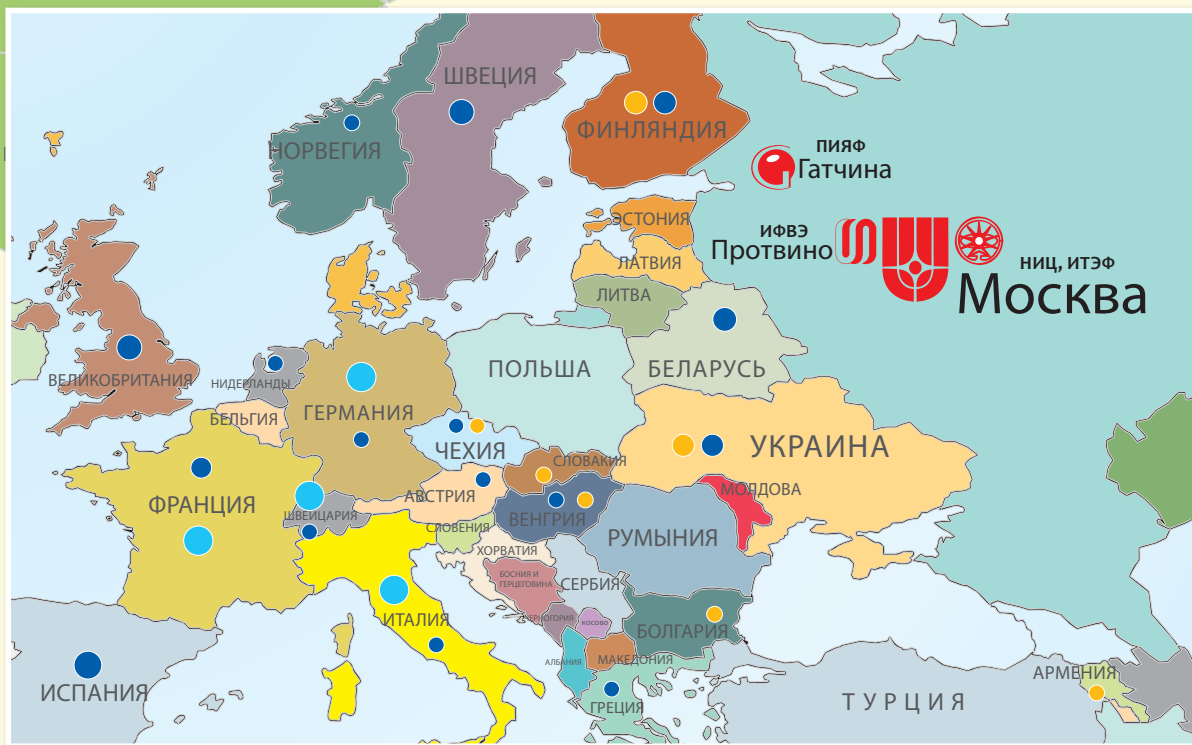 ШВЕЦИЯ
ФИНЛЯНДИЯ
НОРВЕГИЯ
ПИЯФ
Гатчина
ЭСТОНИЯ
ИФВЭ
Протвино
ЛАТВИЯ
НИЦ, ИТЭФ
Москва
ЛИТВА
ВЕЛИКОБРИТАНИЯ
НИДЕРЛАНДЫ
ПОЛЬША
БЕЛАРУСЬ
БЕЛЬГИЯ
ГЕРМАНИЯ
ЧЕХИЯ
УКРАИНА
СЛОВАКИЯ
ФРАНЦИЯ
АВСТРИЯ
МОЛДОВА
ШВЕЙЦАРИЯ
ВЕНГРИЯ
СЛОВЕНИЯ
РУМЫНИЯ
ХОРВАТИЯ
БОСНИЯ И
ГЕРЦЕГОВИНА
СЕРБИЯ
ИТАЛИЯ
ЧЕРНОГОРИЯ
КОСОВО
БОЛГАРИЯ
АЛБАНИЯ
МАКЕДОНИЯ
ИСПАНИЯ
ГРЕЦИЯ
ТУРЦИЯ
АРМЕНИЯ